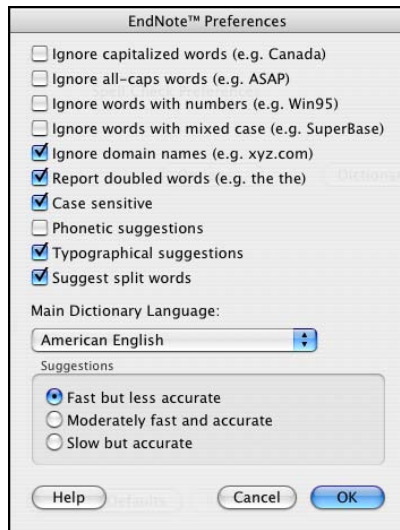 EndNote™ Preferences
Ignore capitalized words (e.g. Canada)
Ignore all-caps words (e.g. ASAP)
Ignore words with numbers (e.g. Win95)
Ignore words with mixed case (e.g. SuperBase)
Ignore domain names (e.g. xyz.com)
Report doubled words (e.g. the the)
Case sensitive
Phonetic suggestions
Typographical suggestions
Suggest split words
Main Dictionary Language:
American English
Suggestions
Fast but less accurate
Moderately fast and accurate
Slow but accurate
Help Defaults Cancel OK